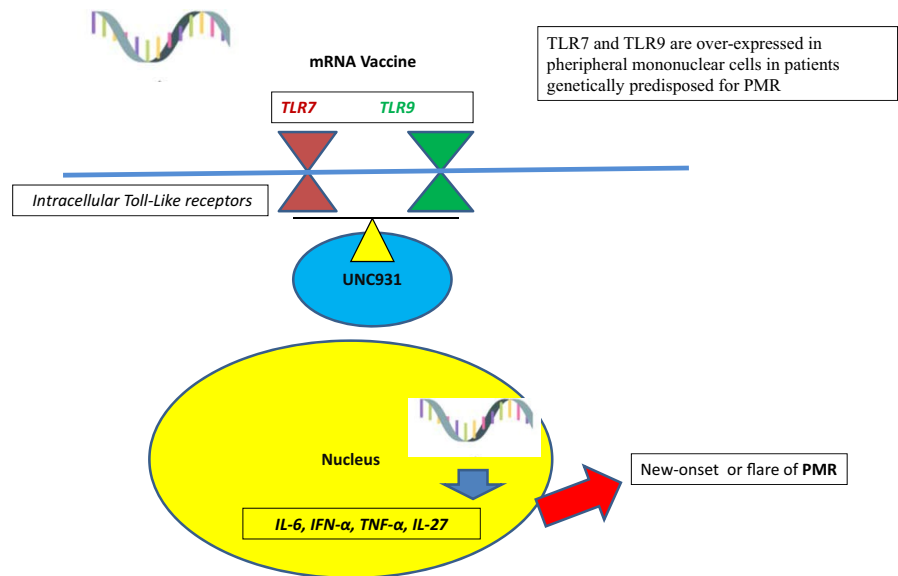 mRNA Vaccine
TLR7 and TLR9 are over-expressed in
pheripheral mononuclear cells in patients
genetically predisposed for PMR
TLR7 TLR9
Intracellular Toll-Like receptors
UNC931
Nucleus
New-onset or flare of PMR
IL-6, IFN-α, TNF-α, IL-27